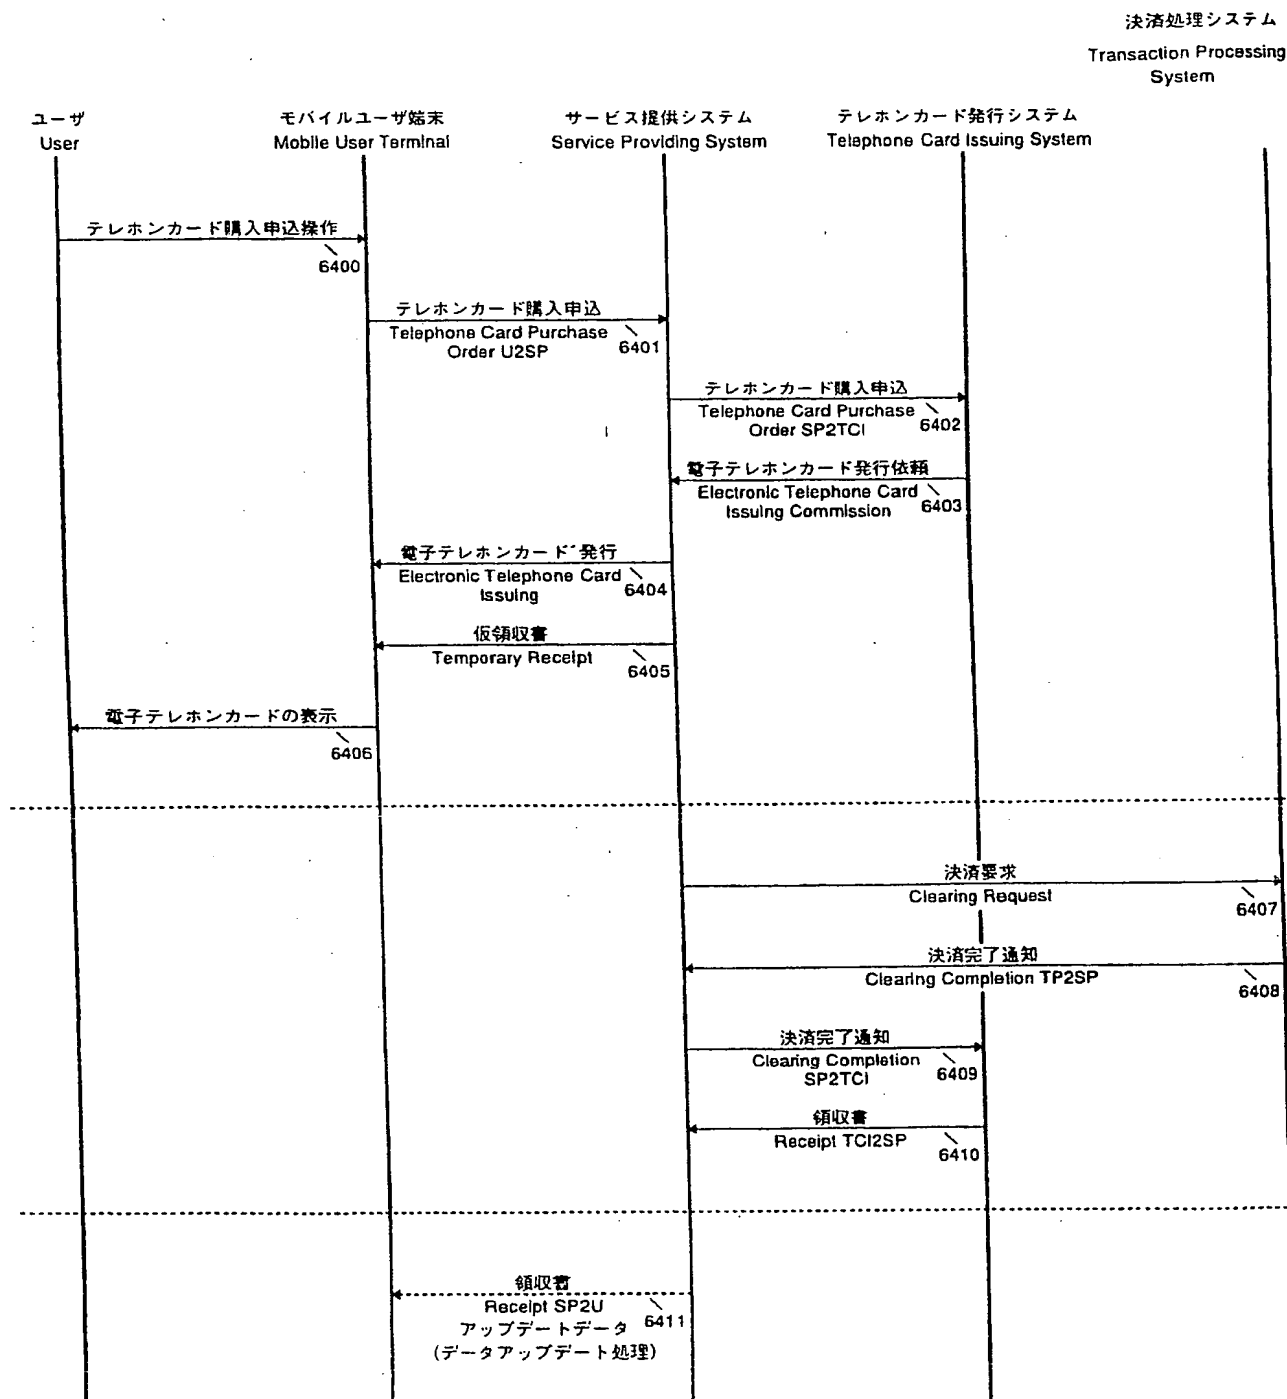 決済処理システム
Transaction Processing
System
ユーザ
User
モバイルユーザ端末
Mobile User Terminal
サービス提供システム
Service Providing System
テレホンカード発行システム
Telephone Card Issuing System
テレホンカード購入申込操作
6400
テレホンカード購入申込
Telephone Card Purchase
Order U2SP
6401
テレホンカード購入申込
Telephone Card Purchase
Order SP2TCI
6402
電子テレホンカード発行依頼
Electronic Telephone Card
Issuing Commission
6403
電子テレホンカード発行
Electronic Telephone Card
Issuing
6404
仮領収書
Temporary Receipt
6405
電子テレホンカードの表示
6406
決済要求
Clearing Request
6407
決済完了通知
Clearing Completion TP2SP
6408
決済完了通知
Clearing Completion
SP2TCI
6409
領収書
Receipt TCI2SP
6410
領収書
Receipt SP2U
6411
アップデートデータ
(データアップデート処理)